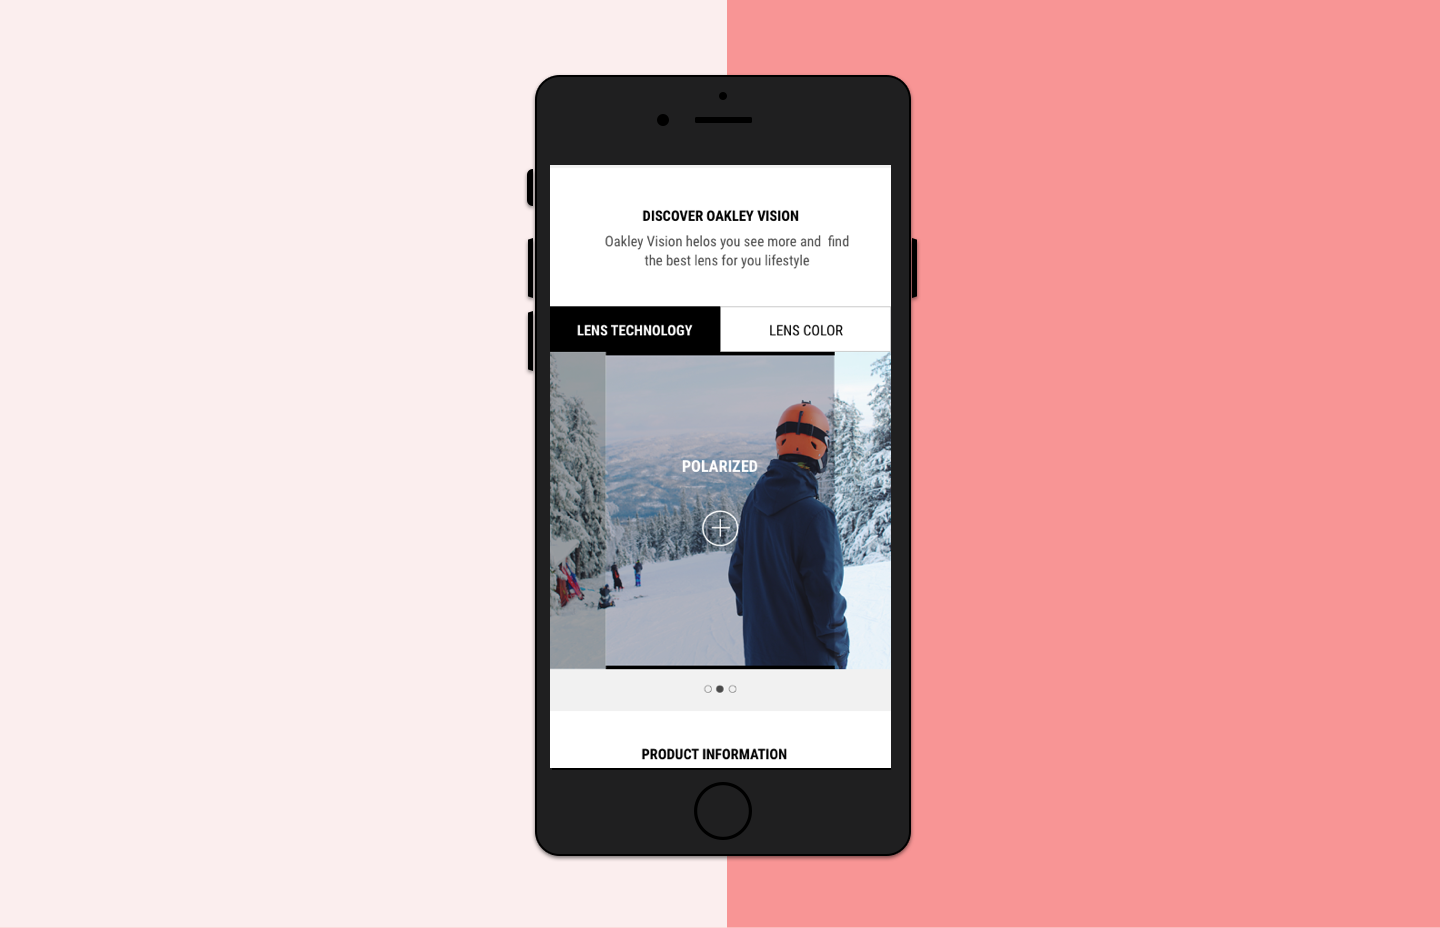 DISCOVER OAKLEY VISION
Oakley Vision helos you see more and find
the best lens for you lifestyle
LENS TECHNOLOGY
LENS COLOR
POLARIZED
PRODUCT INFORMATION